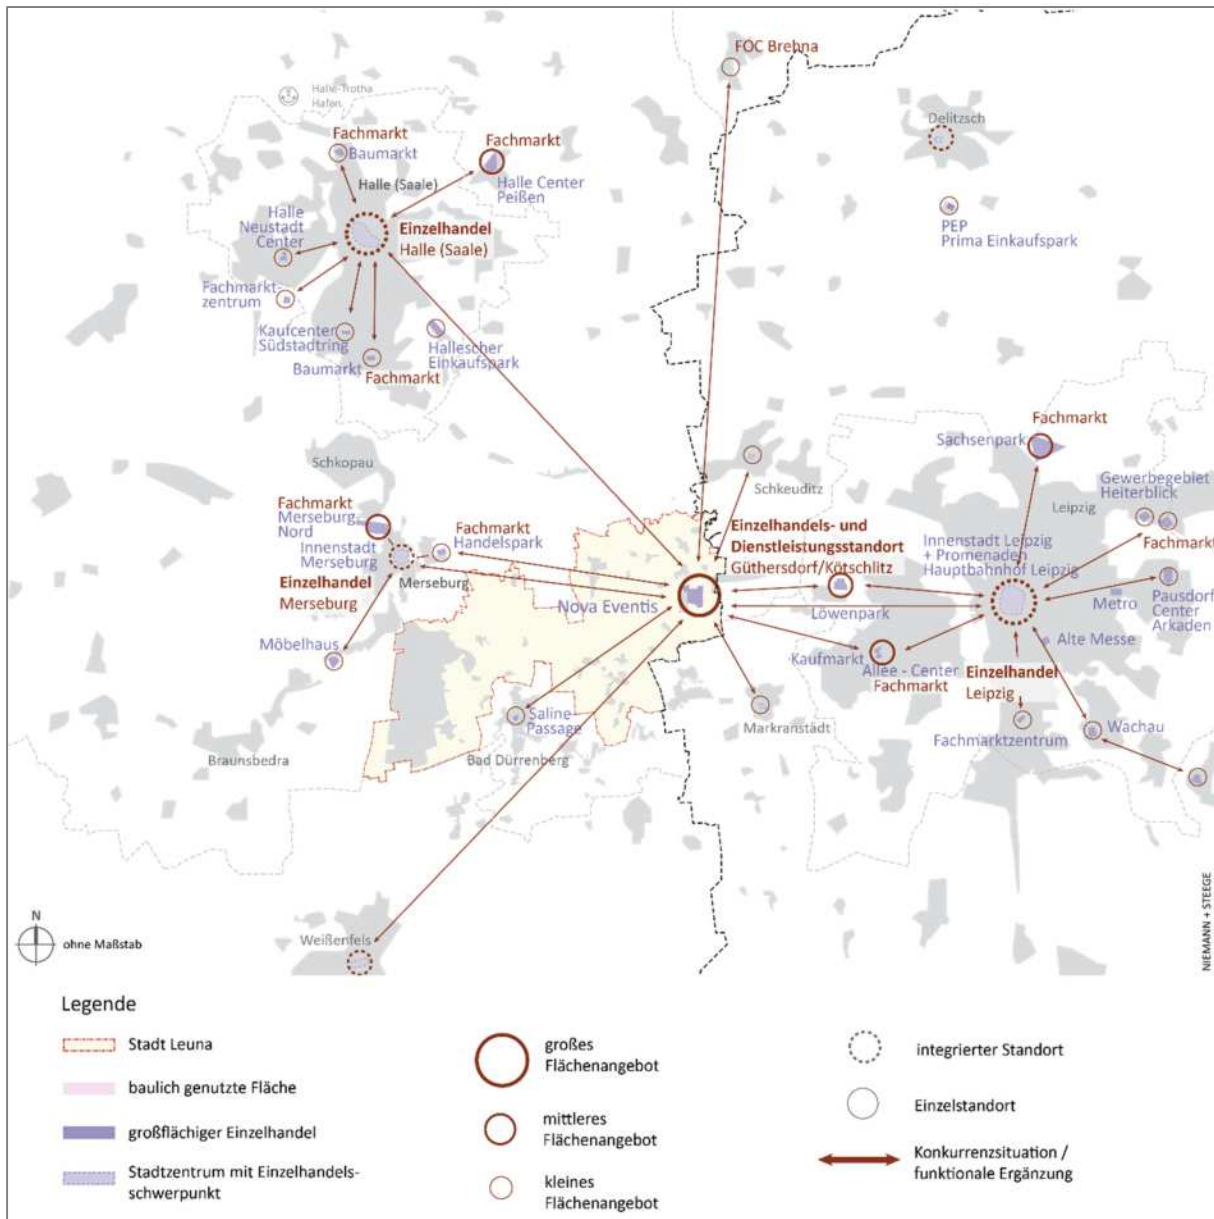 FOC Brehna
Halle-Trotha
Hafen
Delitzsch
Fachmarkt
Baumarkt
Fachmarkt
Halle (Saale)
Halle Center
Peißen
Halle
Neustadt
Center
Einzelhandel
Halle (Saale)
PEP
Prima Einkaufspark
Fachmarkt-
zentrum
Kaufcenter
Südstadtring
Hallescher
Einkaufspark
Baumarkt
Fachmarkt
Fachmarkt
Sachsenpark
Schkopau
Schkeuditz
Gewerbegebiet
Heiterblick
Leipzig
Fachmarkt
Fachmarkt
Merseburg
Nord
Fachmarkt
Handelspark
Innenstadt
Merseburg
Merseburg
Einzelhandel
Merseburg
Einzelhandels- und
Dienstleistungsstandort
Güthersdorf/Kötschlitz
Innenstadt Leipzig
+ Promenaden
Hauptbahnhof Leipzig
Nova Eventis
Löwenpark
Metro
Pausdorf
Center
Arkaden
Möbelhaus
Kaufmarkt
Allee - Center
Fachmarkt
Alte Messe
Einzelhandel
Leipzig
Saline-
Passage
Markranstädt
Fachmarktzentrum
Wachau
Braunsbedra
Bad Dürrenberg
Weißenfels
N
ohne Maßstab
NIEMANN + STEEGE
Legende
Stadt Leuna
baulich genutzte Fläche
großflächiger Einzelhandel
Stadtzentrum mit Einzelhandels-
schwerpunkt
großes
Flächenangebot
mittleres
Flächenangebot
kleines
Flächenangebot
integrierter Standort
Einzelstandort
Konkurrenzsituation /
funktionale Ergänzung